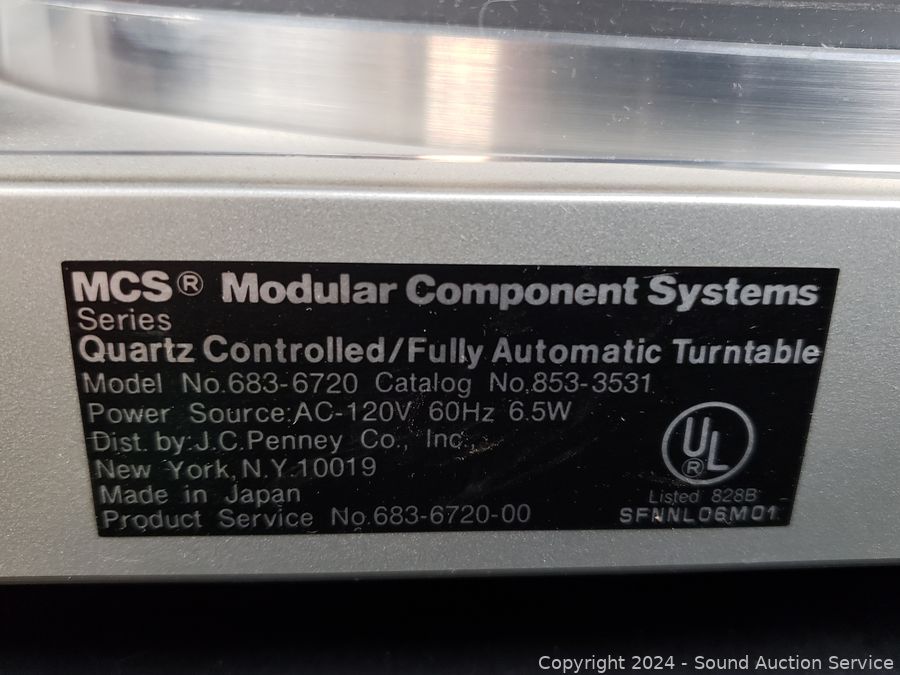 MCS® Modular Component Systems
Series
Quartz Controlled/Fully Automatic Turntable
Model No.683-6720 Catalog No.853-3531
Power Source:AC-120V 60Hz 6.5W
Dist. by:J.C.Penney Co., Inc.,
New York, N.Y.10019
Made in Japan
Product Service No.683-6720-00
UL®
Listed 828B
SFNNL06M01
Copyright 2024 - Sound Auction Service